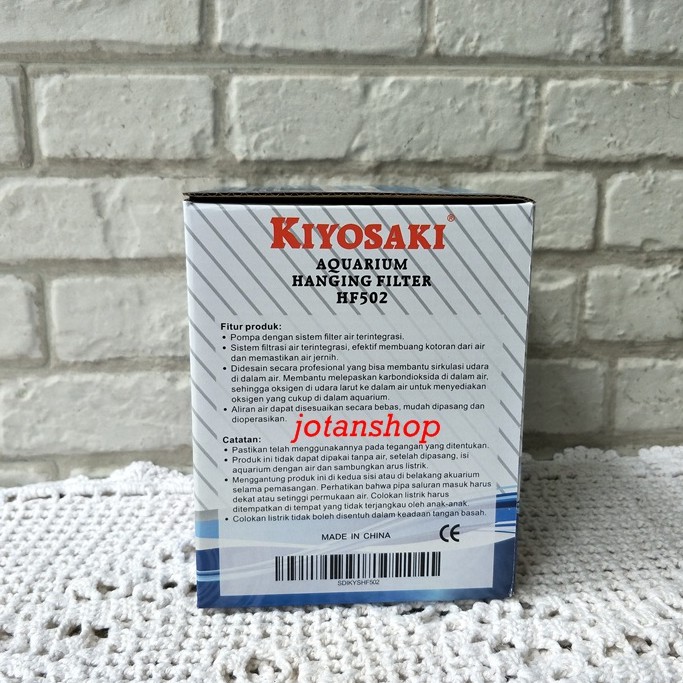 KIYOSAKI®
AQUARIUM
HANGING FILTER
HF502
Fitur produk:
• Pompa dengan sistem filter air terintegrasi.
• Sistem filtrasi air terintegrasi, efektif membuang kotoran dari air
dan memastikan air jernih.
• Didesain secara profesional yang bisa membantu sirkulasi udara
di dalam air. Membantu melepaskan karbondioksida di dalam air,
sehingga oksigen di udara larut ke dalam air untuk menyediakan
oksigen yang cukup di dalam aquarium.
• Aliran air dapat disesuaikan secara bebas, mudah dipasang dan
dioperasikan.
jotanshop
Catatan:
• Pastikan telah menggunakannya pada tegangan yang ditentukan.
• Produk ini tidak dapat dipakai tanpa air, setelah dipasang, isi
aquarium dengan air dan sambungkan arus listrik.
• Menggantung produk ini di kedua sisi atau di belakang akuarium
selama pemasangan. Perhatikan bahwa pipa saluran masuk harus
dekat atau setinggi permukaan air. Colokan listrik harus
ditempatkan di tempat yang tidak terjangkau oleh anak-anak.
• Colokan listrik tidak boleh disentuh dalam keadaan tangan basah.
MADE IN CHINA CE
SDIKYSHF502